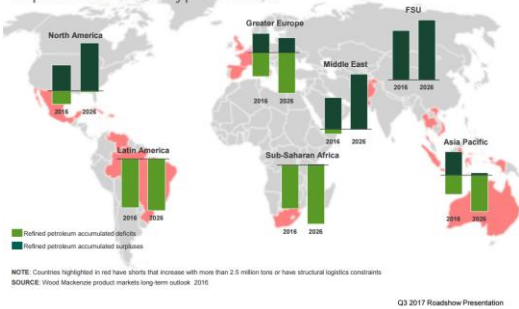 North America
2016 2026
Greater Europe
2016 2026
FSU
2016 2026
Middle East
2016 2026
Latin America
2016 2026
Sub-Saharan Africa
2016 2026
Asia Pacific
2016 2026
Refined petroleum accumulated deficits
Refined petroleum accumulated surpluses
NOTE: Countries highlighted in red have shorts that increase with more than 2.5 million tons or have structural logistics constraints
SOURCE: Wood Mackenzie product markets long-term outlook 2016
Q3 2017 Roadshow Presentation